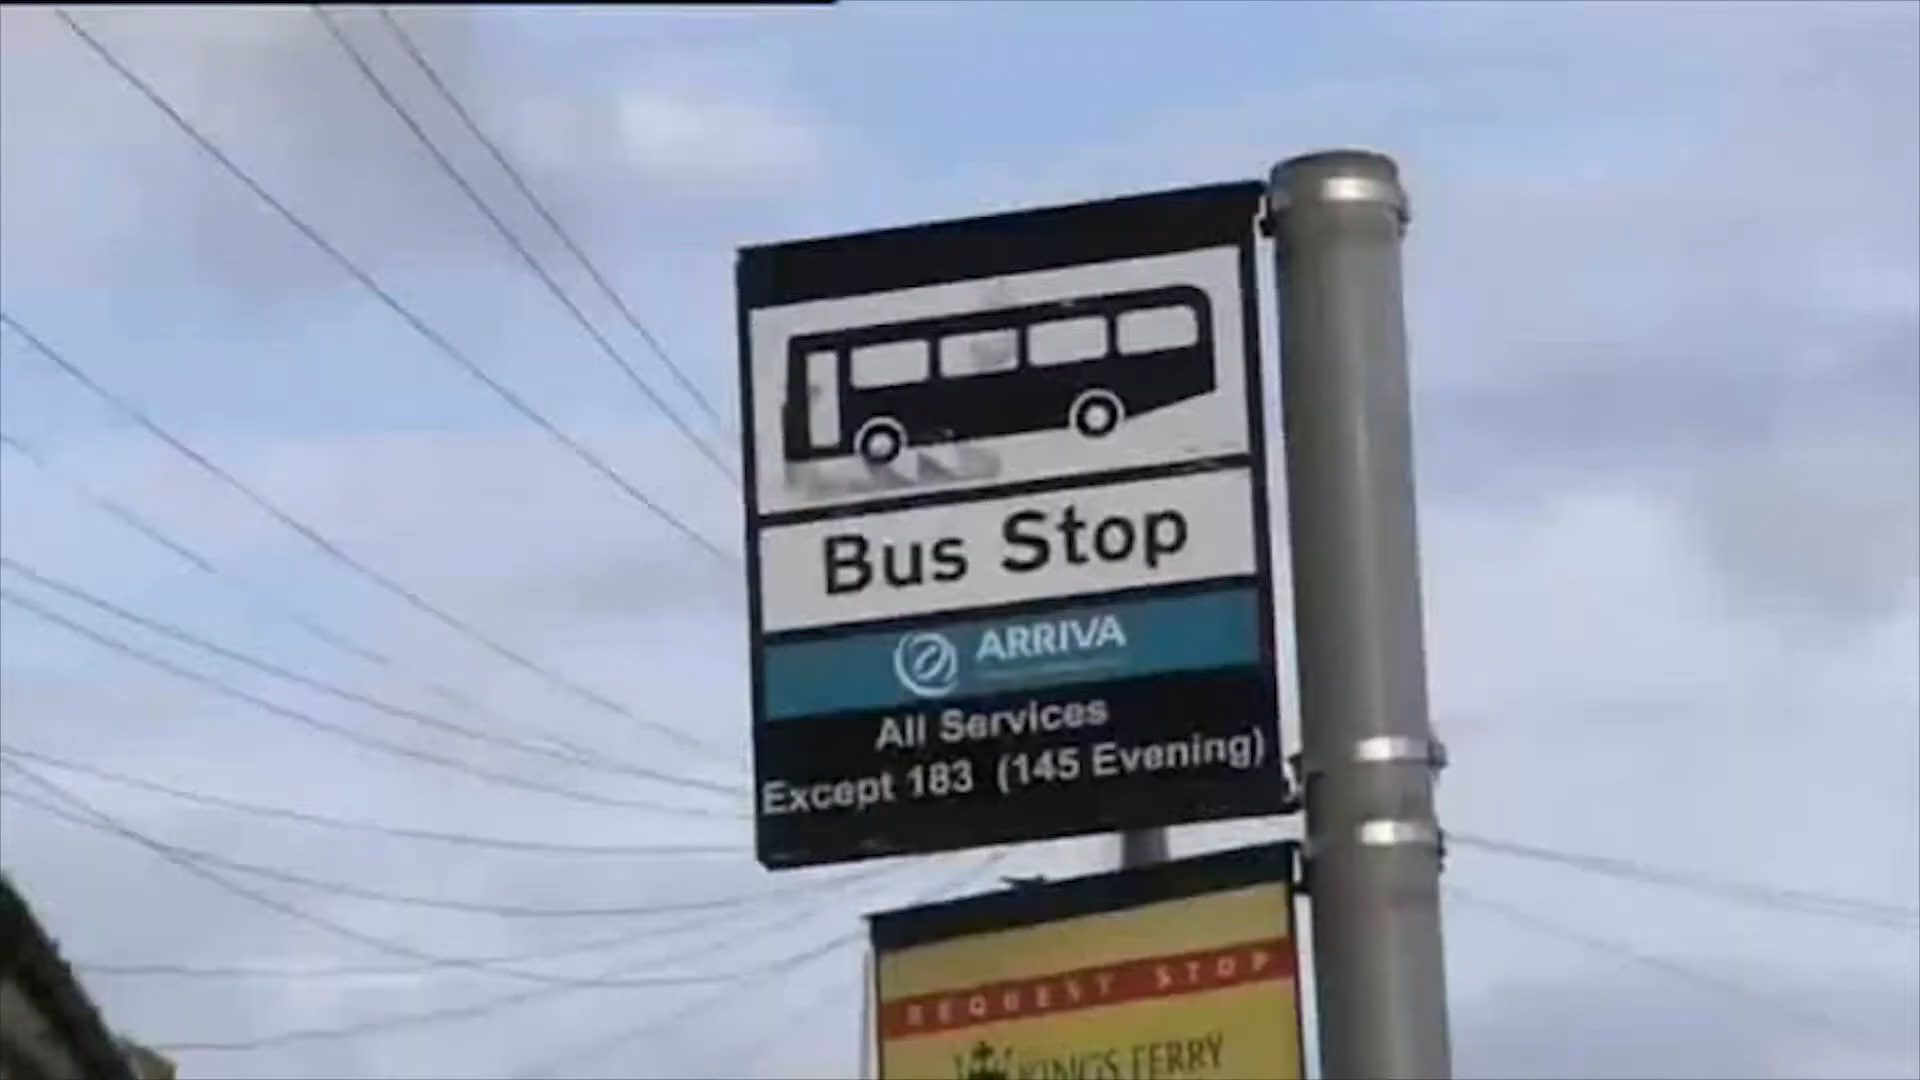 Bus Stop
ARRIVA
All Services
Except 183 (145 Evening)
REQUEST STOP
KINGS FERRY